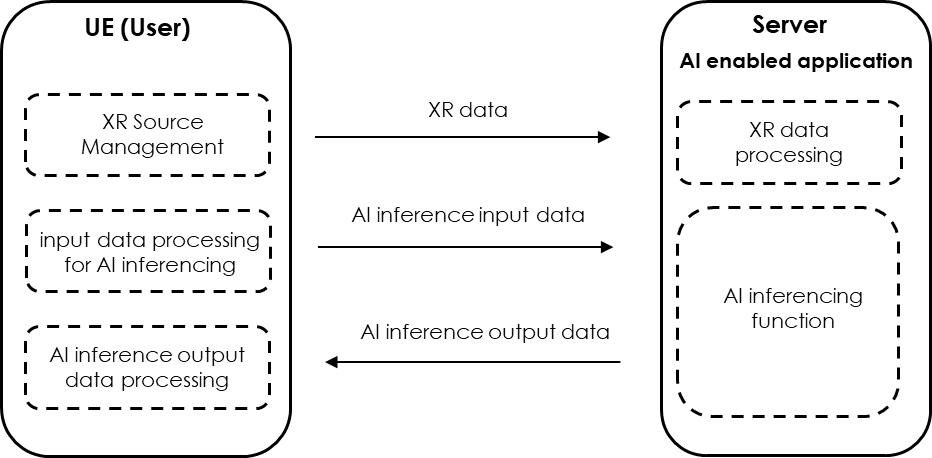 UE (User)
XR Source
Management
input data processing
for AI inferencing
AI inference output
data processing
XR data
AI inference input data
AI inference output data
Server
AI enabled application
XR data
processing
AI inferencing
function